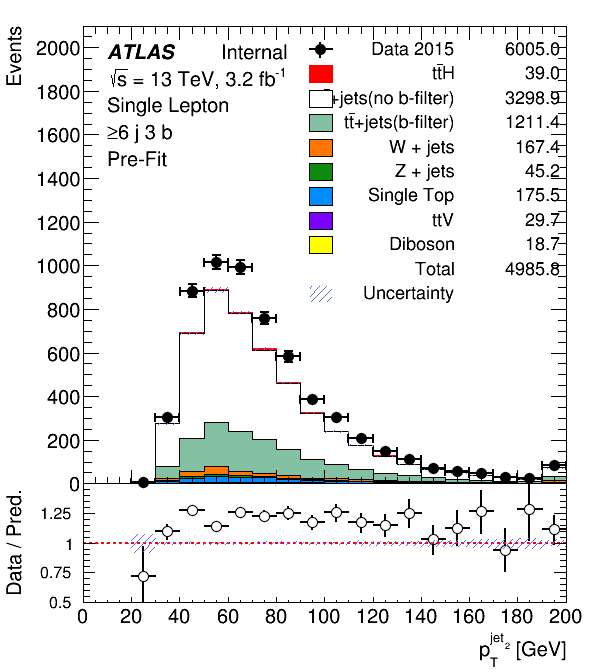 Events
2000
1800
1600
1400
1200
1000
800
600
400
200
0
ATLAS Internal
√s = 13 TeV, 3.2 fb⁻¹
Single Lepton
≥6 j 3 b
Pre-Fit
Data 2015 6005.0
tt̄H 39.0
+jets(no b-filter) 3298.9
tt̄+jets(b-filter) 1211.4
W + jets 167.4
Z + jets 45.2
Single Top 175.5
ttV 29.7
Diboson 18.7
Total 4985.8
Uncertainty
Data / Pred.
1.25
1
0.75
0.5
0 20 40 60 80 100 120 140 160 180 200
p_T^jet_2 [GeV]